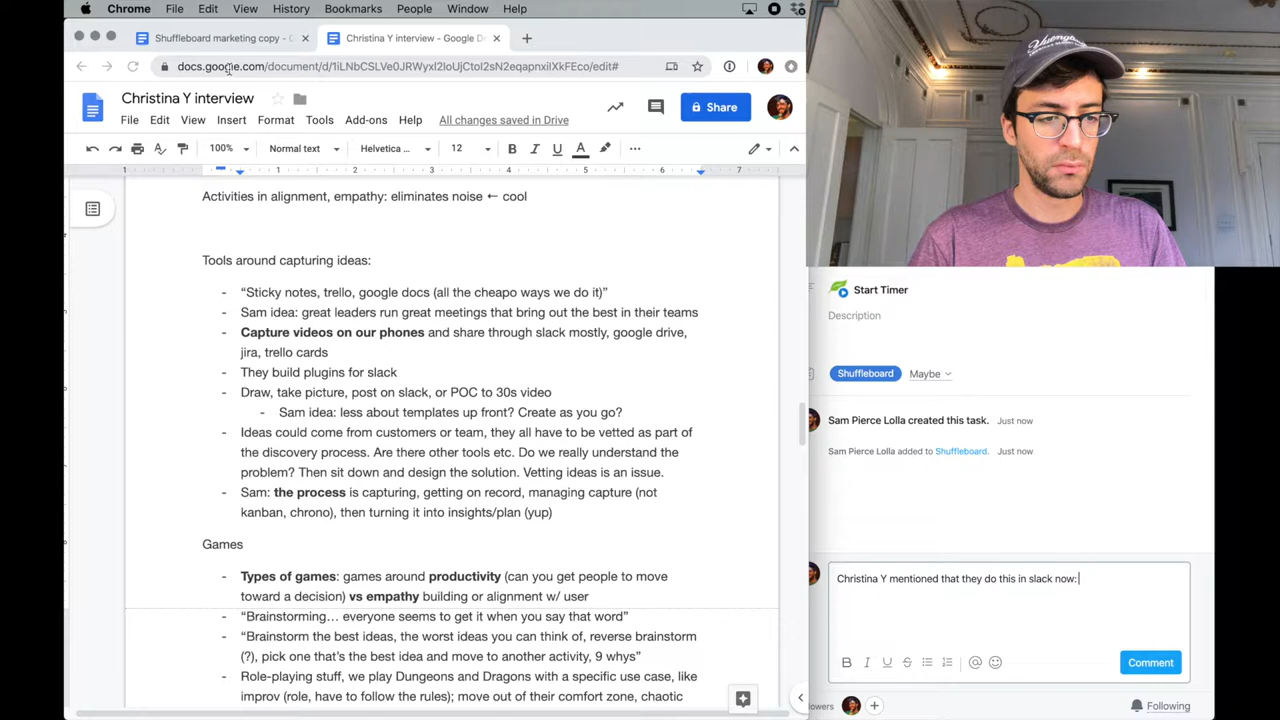 Chrome File Edit View History Bookmarks People Window Help
Shuffleboard marketing copy - × Christina Y interview - Google D ×
docs.google.com/document/d/1iLNbCSLVe0JRWyxI2IoUjCtoI2sN2eqapnxilXkFEco/edit#
Christina Y interview
Share
File Edit View Insert Format Tools Add-ons Help All changes saved in Drive
100% Normal text Helvetica ... 12 B I U A
1 1 2 3 4 5 6 7
Activities in alignment, empathy: eliminates noise ← cool
Tools around capturing ideas:
- “Sticky notes, trello, google docs (all the cheapo ways we do it)”
- Sam idea: great leaders run great meetings that bring out the best in their teams
- Capture videos on our phones and share through slack mostly, google drive,
jira, trello cards
- They build plugins for slack
- Draw, take picture, post on slack, or POC to 30s video
- Sam idea: less about templates up front? Create as you go?
- Ideas could come from customers or team, they all have to be vetted as part of
the discovery process. Are there other tools etc. Do we really understand the
problem? Then sit down and design the solution. Vetting ideas is an issue.
- Sam: the process is capturing, getting on record, managing capture (not
kanban, chrono), then turning it into insights/plan (yup)
Games
- Types of games: games around productivity (can you get people to move
toward a decision) vs empathy building or alignment w/ user
- “Brainstorming… everyone seems to get it when you say that word”
- “Brainstorm the best ideas, the worst ideas you can think of, reverse brainstorm
(?), pick one that’s the best idea and move to another activity, 9 whys”
- Role-playing stuff, we play Dungeons and Dragons with a specific use case, like
improv (role, have to follow the rules); move out of their comfort zone, chaotic
Yuengling
Start Timer
Description
Shuffleboard Maybe
Sam Pierce Lolla created this task. Just now
Sam Pierce Lolla added to Shuffleboard. Just now
Christina Y mentioned that they do this in slack now:
B I U S
Comment
owers
Following